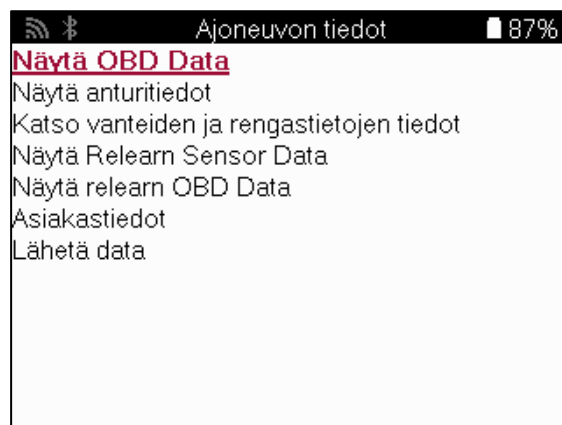 Ajoneuvon tiedot 87%
Näytä OBD Data
Näytä anturitiedot
Katso vanteiden ja rengastietojen tiedot
Näytä Relearn Sensor Data
Näytä relearn OBD Data
Asiakastiedot
Lähetä data